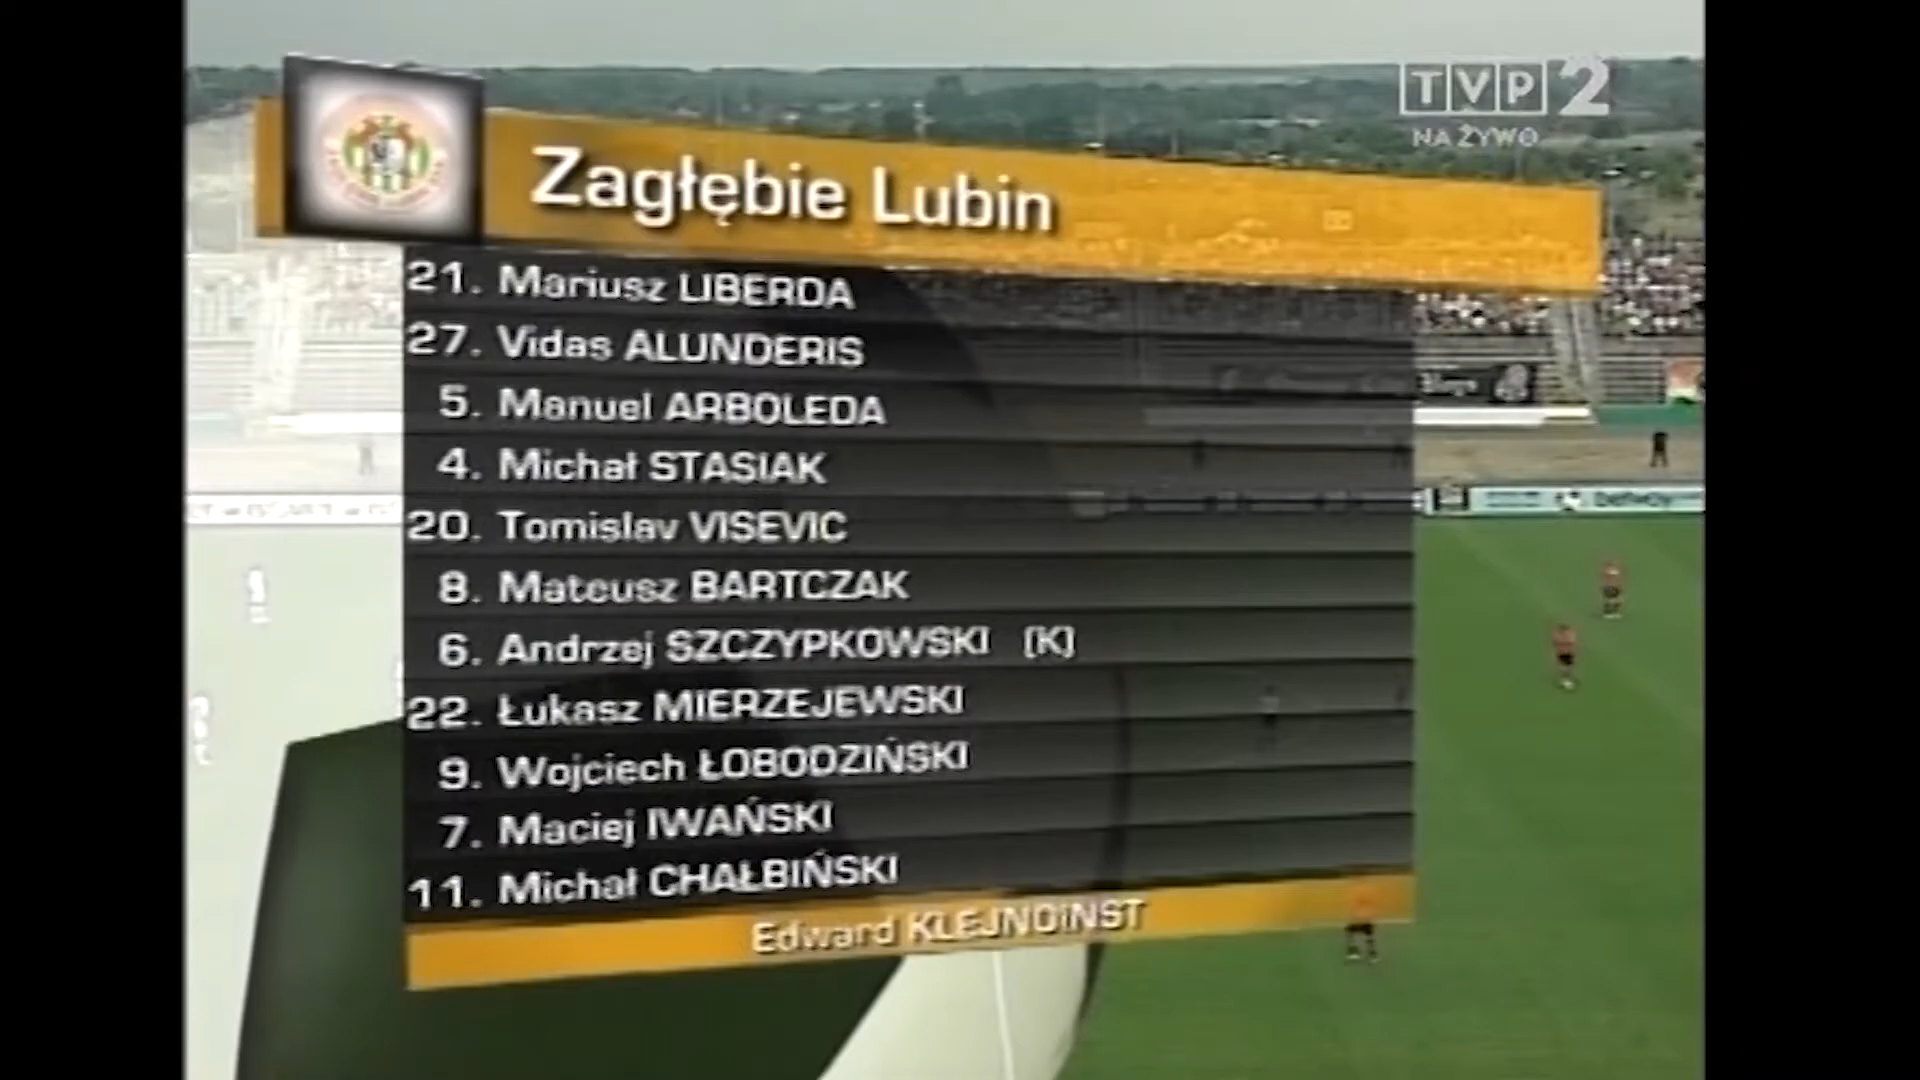 TVP2
NA ŻYWO
Zagłębie Lubin
21. Mariusz LIBERDA
27. Vidas ALUNDERIS
5. Manuel ARBOLEDA
4. Michał STASIAK
20. Tomislav VISEVIC
8. Mateusz BARTCZAK
6. Andrzej SZCZYPKOWSKI (K)
22. Łukasz MIERZEJEWSKI
9. Wojciech ŁOBODZIŃSKI
7. Maciej IWAŃSKI
11. Michał CHAŁBIŃSKI
Edward KLEJNDINST